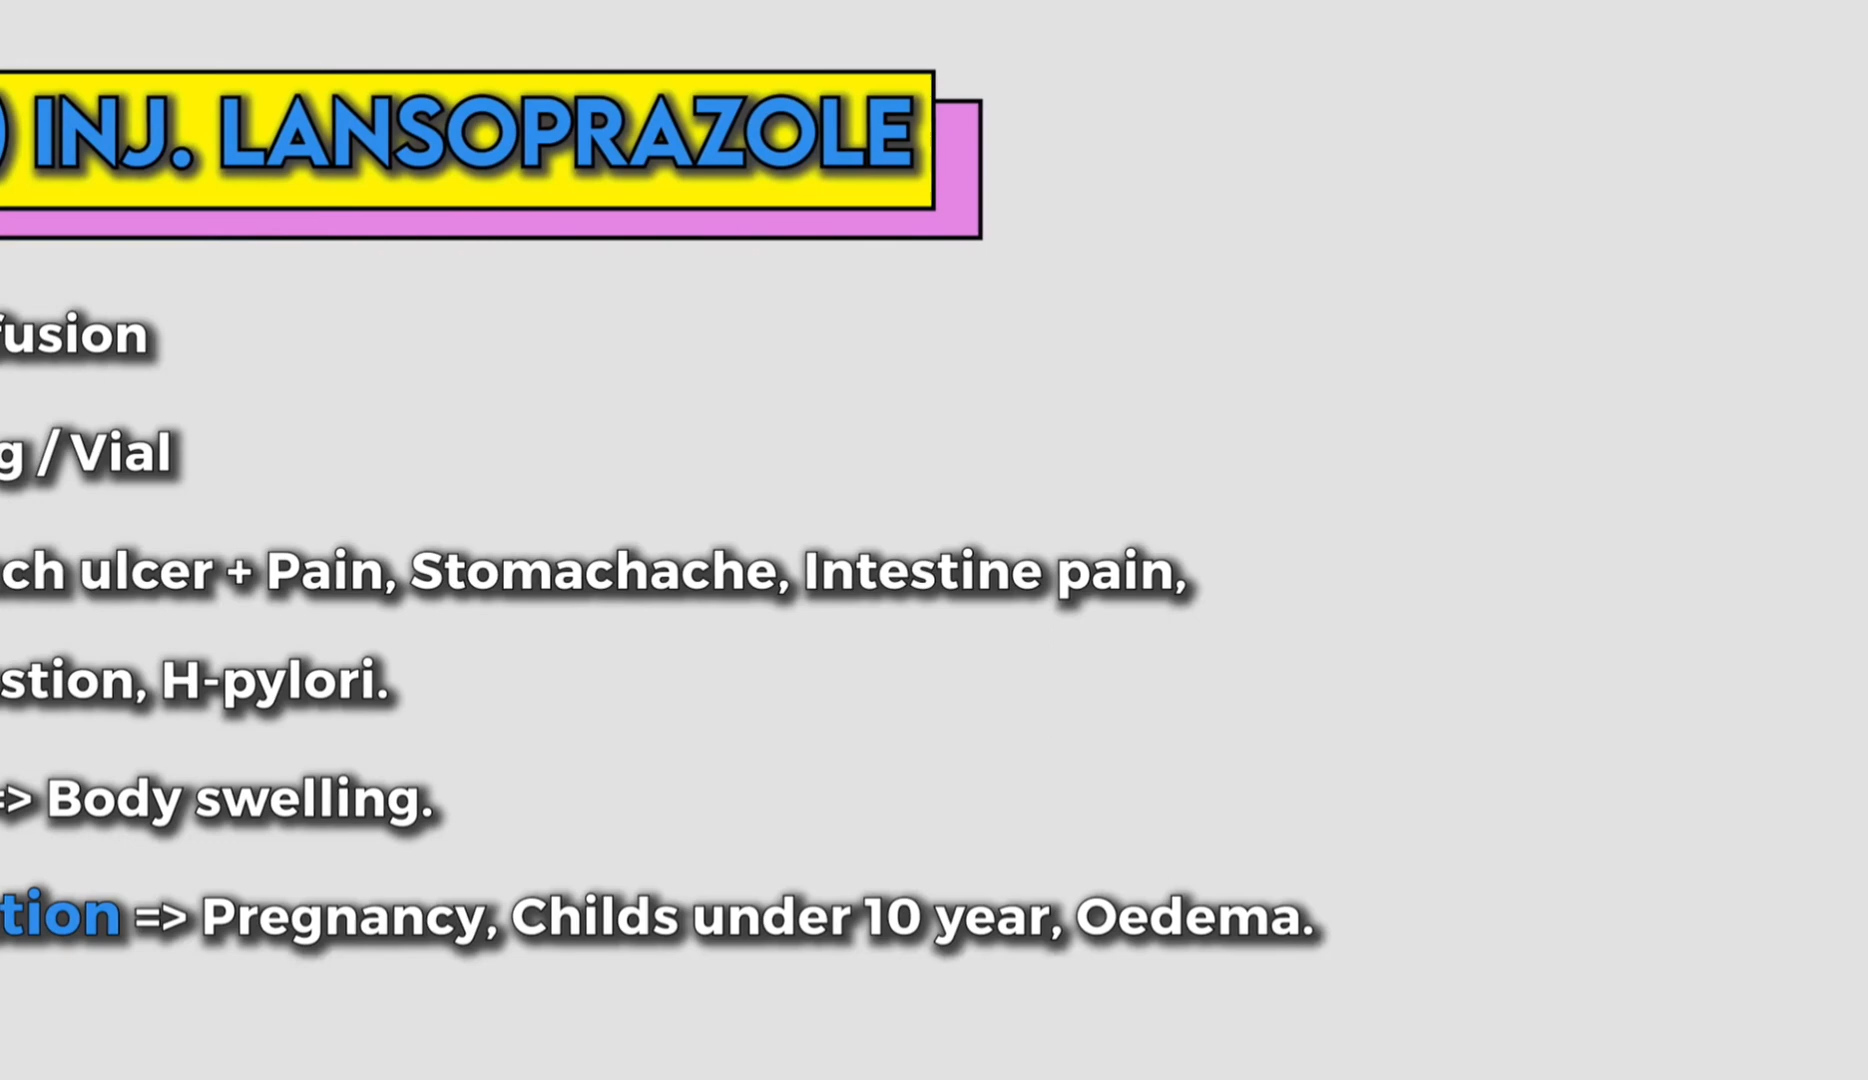 ) INJ. LANSOPRAZOLE
fusion
g / Vial
ch ulcer + Pain, Stomachache, Intestine pain,
stion, H-pylori.
=> Body swelling.
tion => Pregnancy, Childs under 10 year, Oedema.